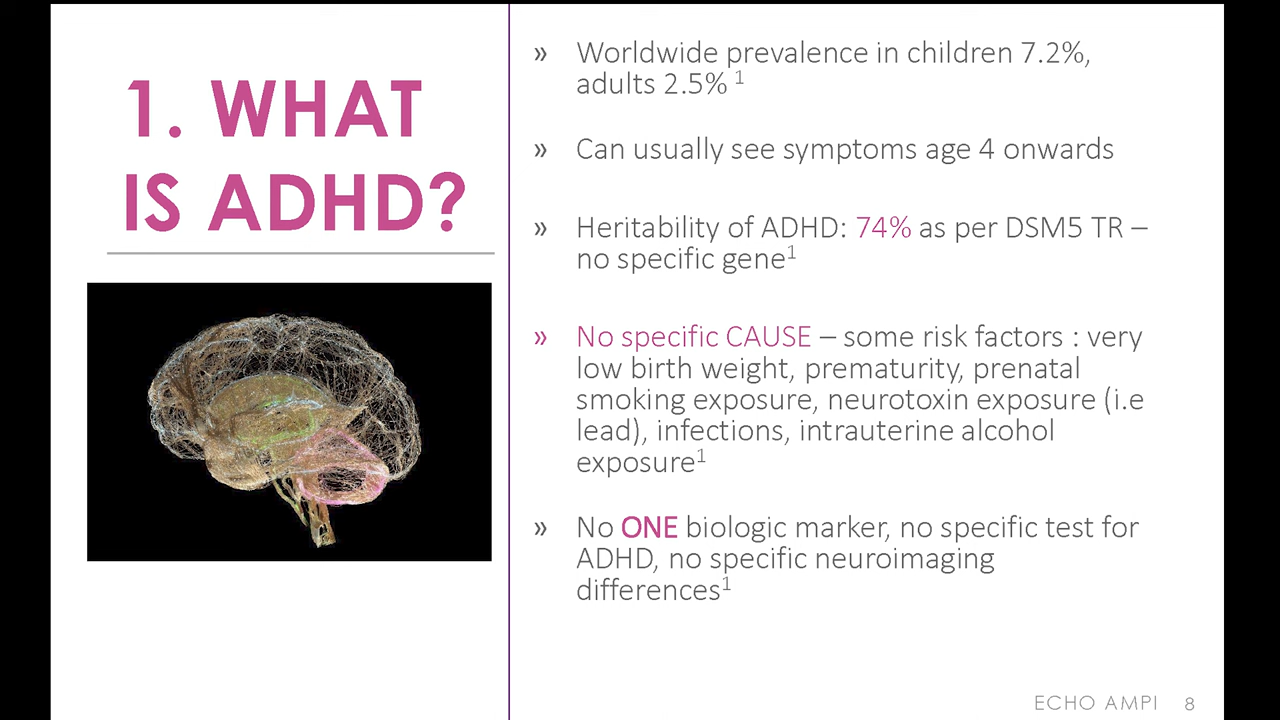 1. WHAT
IS ADHD?
» Worldwide prevalence in children 7.2%,
adults 2.5% 1
» Can usually see symptoms age 4 onwards
» Heritability of ADHD: 74% as per DSM5 TR –
no specific gene1
» No specific CAUSE – some risk factors : very
low birth weight, prematurity, prenatal
smoking exposure, neurotoxin exposure (i.e
lead), infections, intrauterine alcohol
exposure1
» No ONE biologic marker, no specific test for
ADHD, no specific neuroimaging
differences1
ECHO AMPI 8